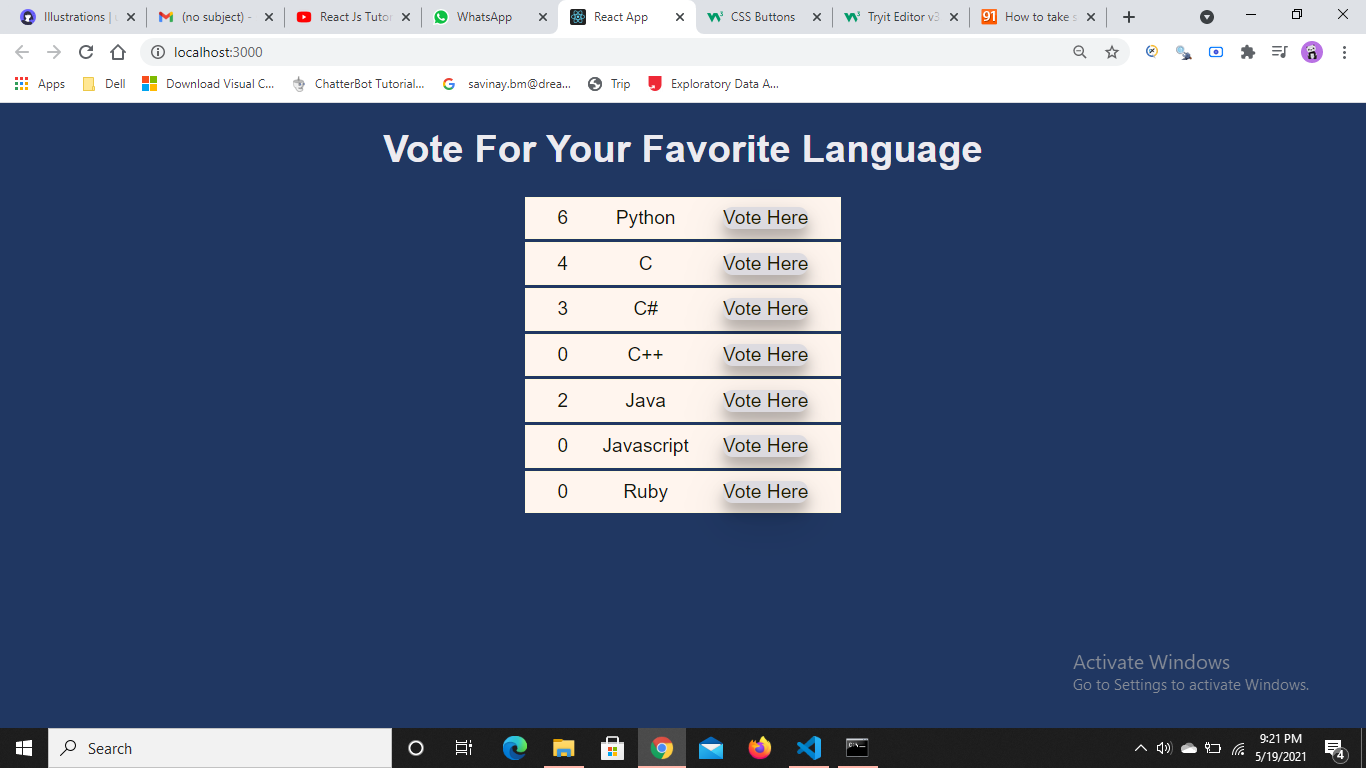 Illustrations |
(no subject) -
React Js Tutor
WhatsApp
React App
CSS Buttons
Tryit Editor v3
How to take s
localhost:3000
Apps
Dell
Download Visual C...
ChatterBot Tutorial...
savinay.bm@drea...
Trip
Exploratory Data A...
Vote For Your Favorite Language
6 Python Vote Here
4 C Vote Here
3 C# Vote Here
0 C++ Vote Here
2 Java Vote Here
0 Javascript Vote Here
0 Ruby Vote Here
Activate Windows
Go to Settings to activate Windows.
Search
9:21 PM
5/19/2021
4